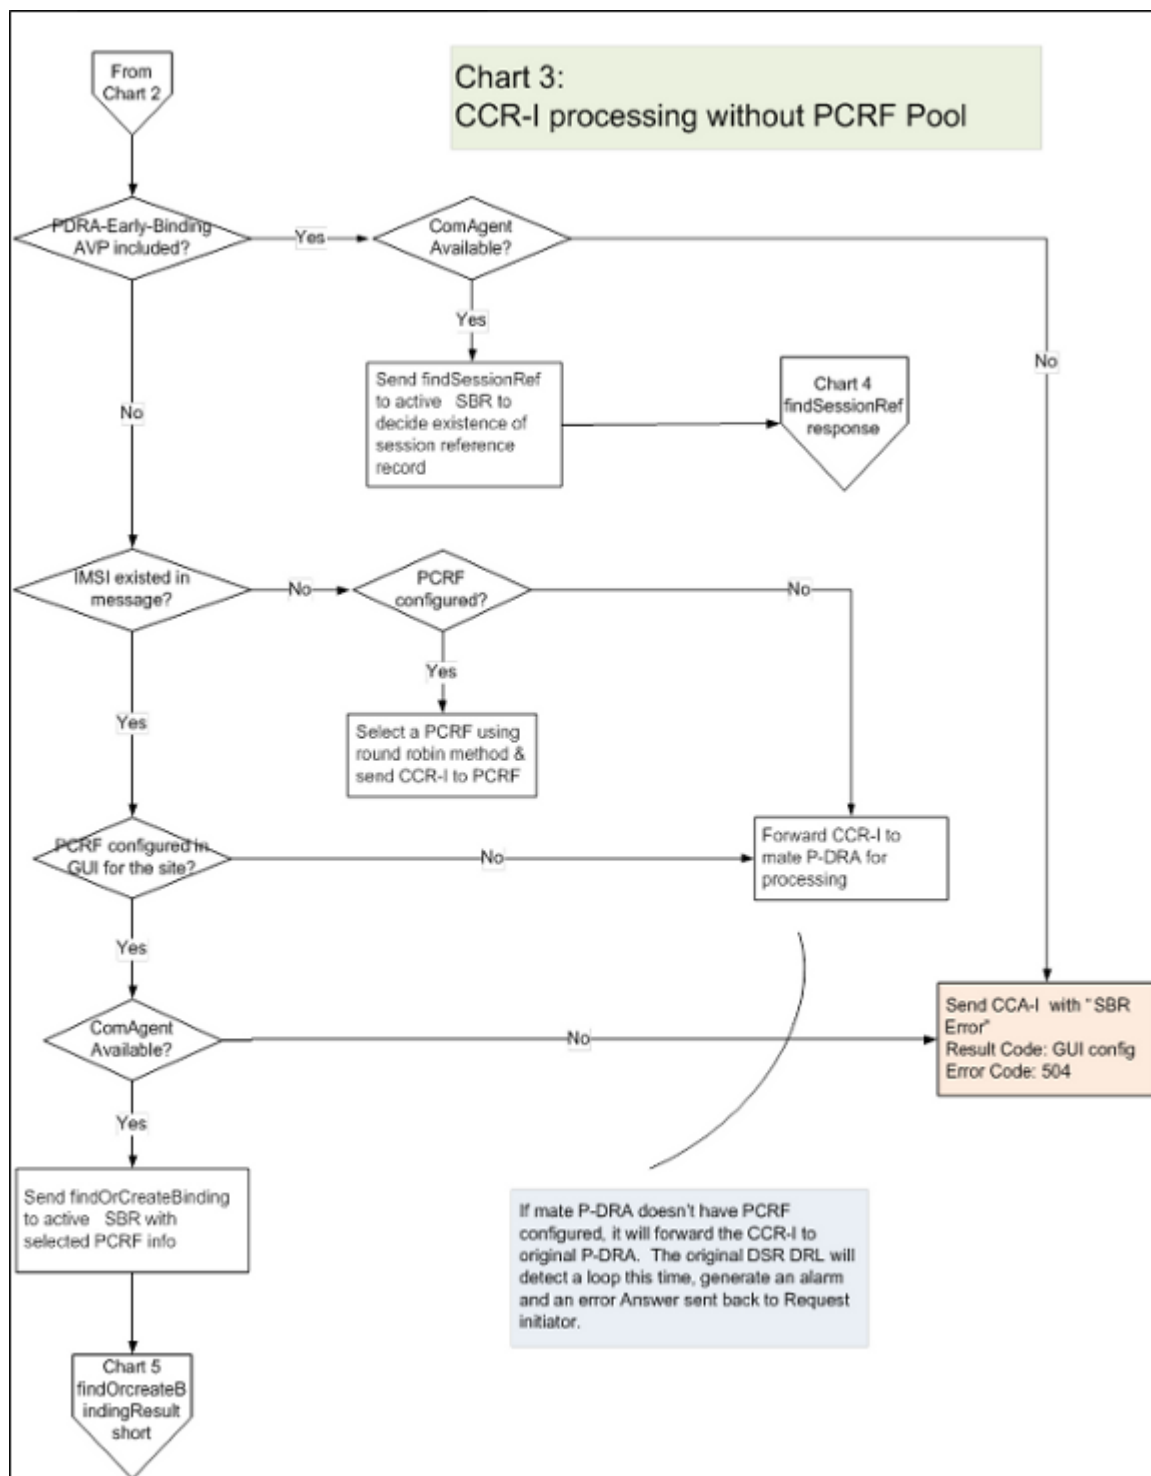 From
Chart 2
Chart 3:
CCR-I processing without PCRF Pool
PDRA-Early-Binding
AVP included?
Yes
ComAgent
Available?
Yes
No
Send findSessionRef
to active SBR to
decide existence of
session reference
record
Chart 4
findSessionRef
response
No
IMSI existed in
message?
No
PCRF
configured?
No
Yes
Yes
Select a PCRF using
round robin method &
send CCR-I to PCRF
PCRF configured in
GUI for the site?
No
Forward CCR-I to
mate P-DRA for
processing
Yes
ComAgent
Available?
No
Send CCA-I with "SBR
Error"
Result Code: GUI config
Error Code: 504
Yes
Send findOrCreateBinding
to active SBR with
selected PCRF info
If mate P-DRA doesn't have PCRF
configured, it will forward the CCR-I to
original P-DRA. The original DSR DRL will
detect a loop this time, generate an alarm
and an error Answer sent back to Request
initiator.
Chart 5
findOrcreateB
indingResult
short